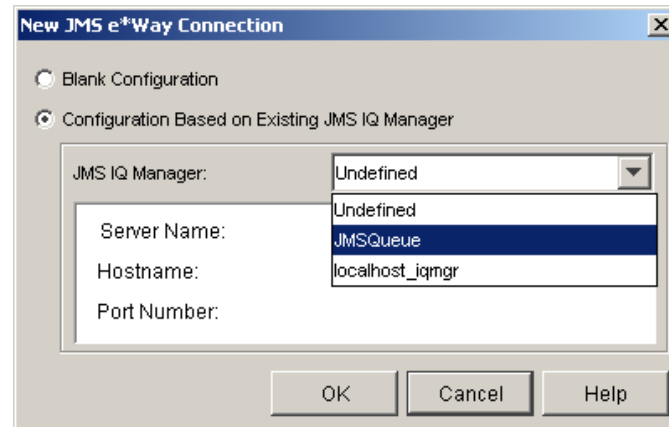 New JMS e*Way Connection
Blank Configuration
Configuration Based on Existing JMS IQ Manager
JMS IQ Manager: Undefined
Undefined
Server Name: JMSQueue
Hostname: localhost_iqmgr
Port Number:
OK Cancel Help